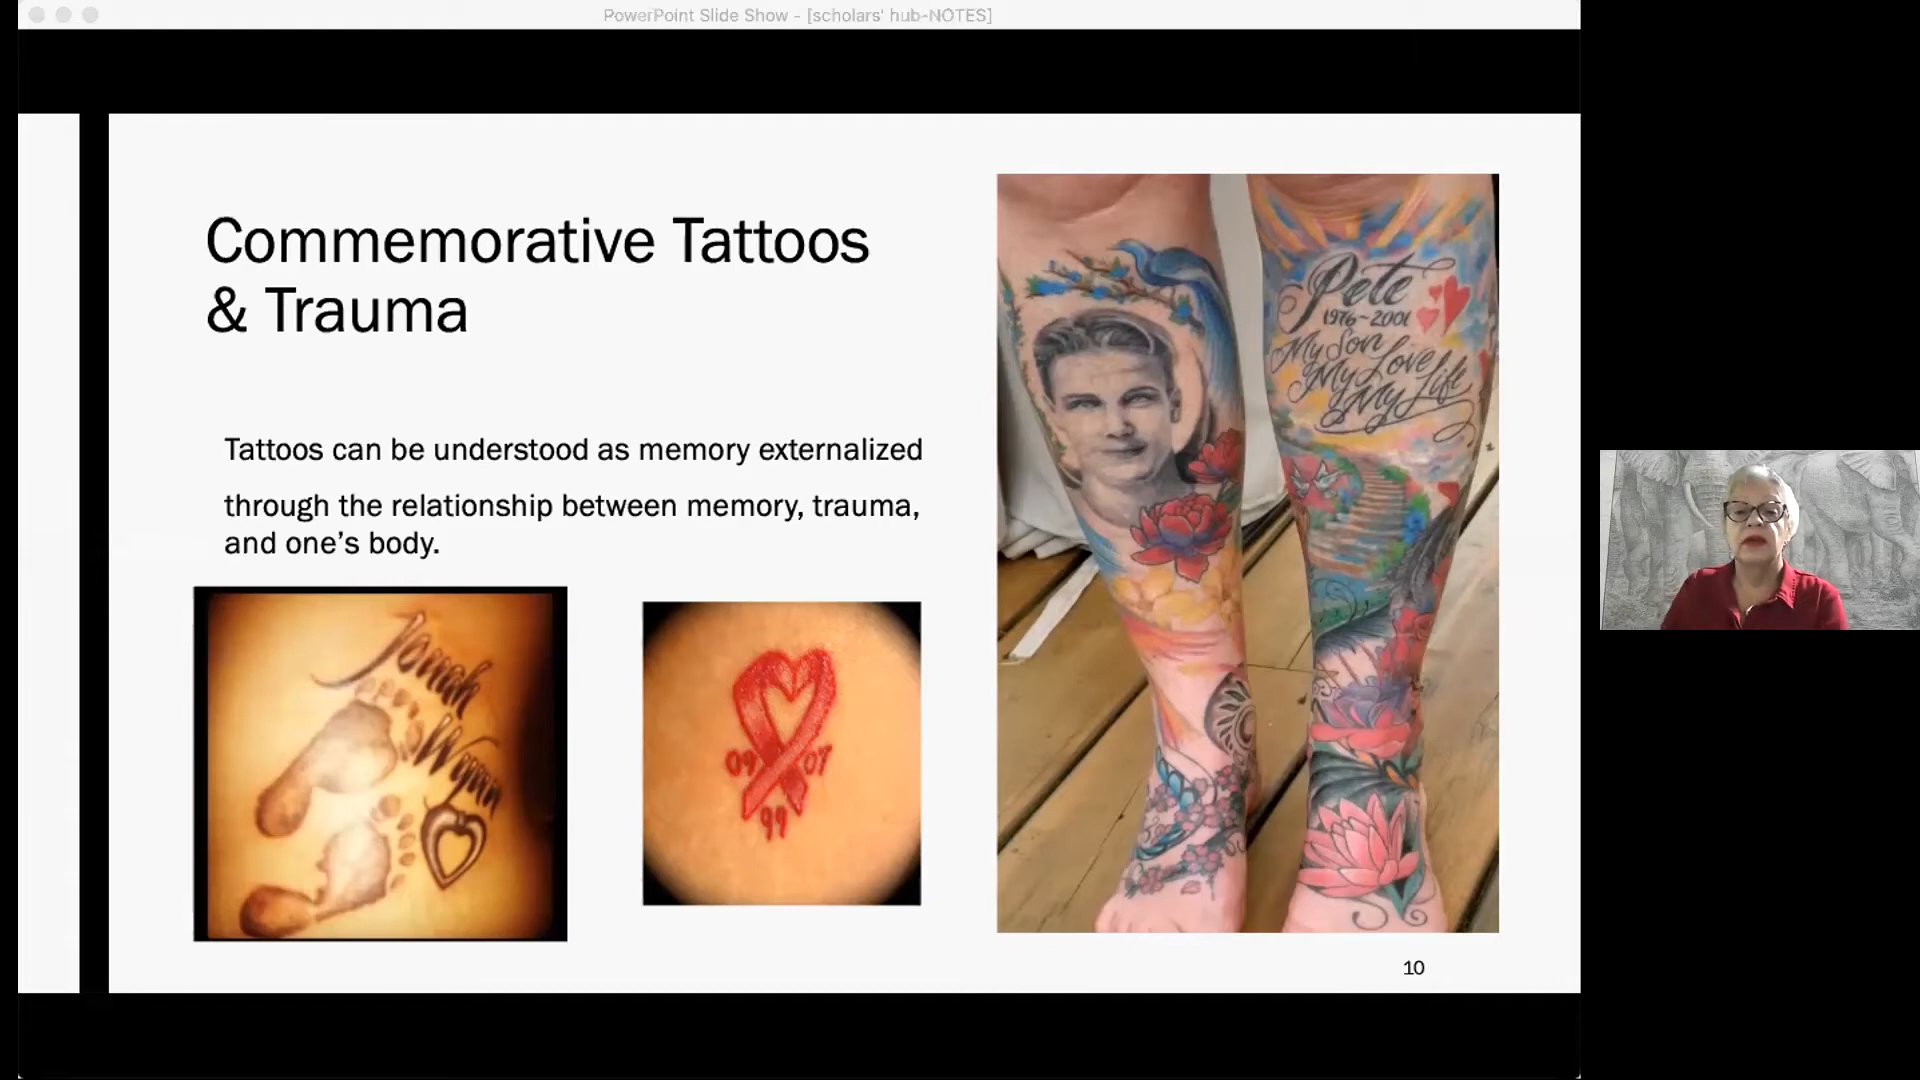 PowerPoint Slide Show - [scholars' hub-NOTES]
Commemorative Tattoos
& Trauma
Tattoos can be understood as memory externalized
through the relationship between memory, trauma,
and one's body.
Pete
1976~2001
My Son
My Love
My Life
Jonah
Wynn
09 07
99
10